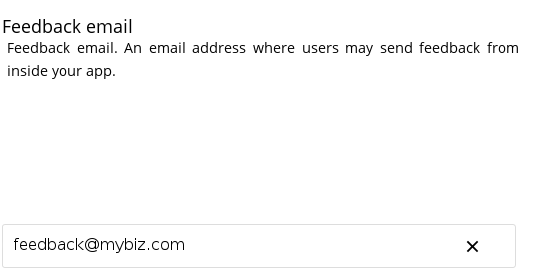 Feedback email
Feedback email. An email address where users may send feedback from
inside your app.
feedback@mybiz.com